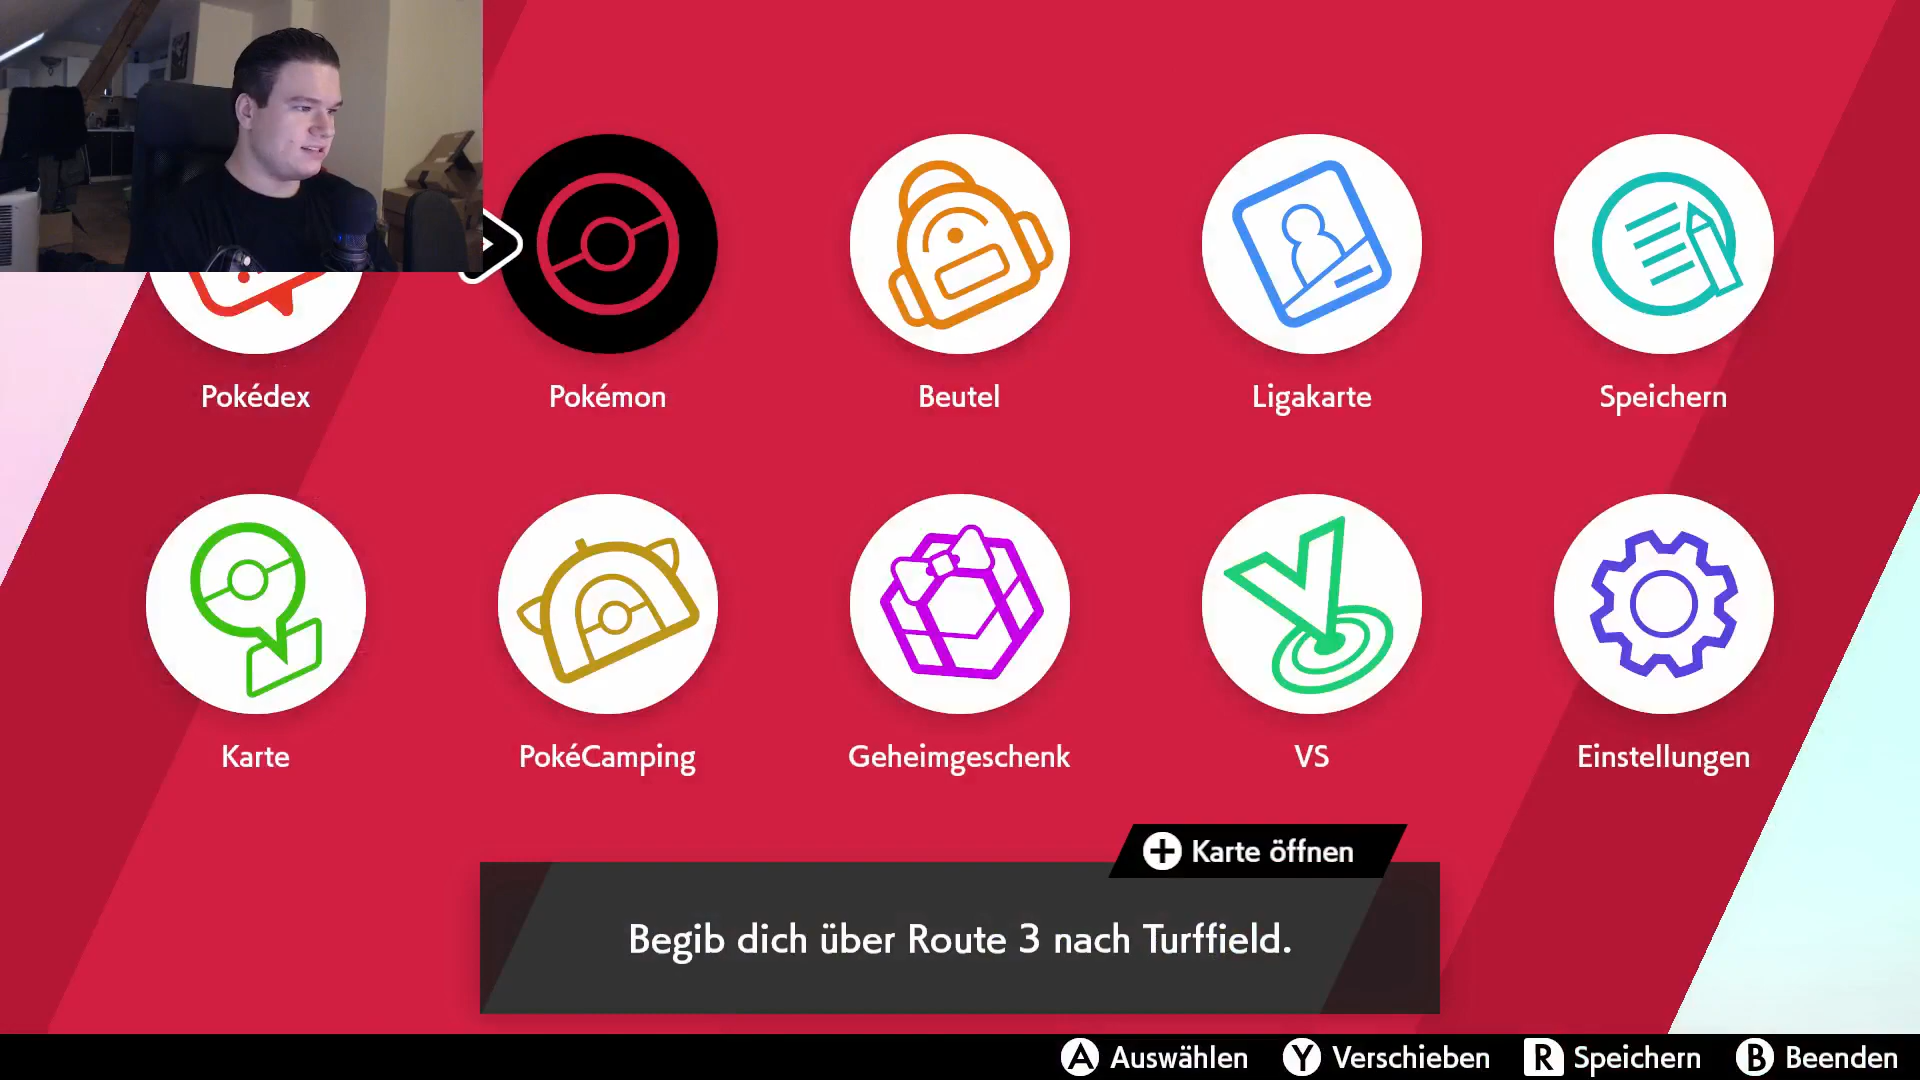 Pokédex
Pokémon
Beutel
Ligakarte
Speichern
Karte
PokéCamping
Geheimgeschenk
VS
Einstellungen
+ Karte öffnen
Begib dich über Route 3 nach Turffield.
A Auswählen Y Verschieben R Speichern B Beenden